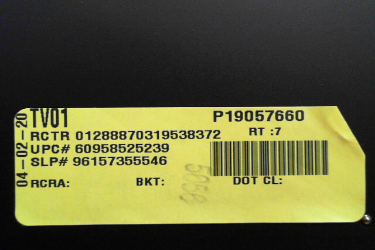 04-02-20
TV01 P19057660
RCTR 01288870319538372 RT :7
UPC# 60958525239
SLP# 96157355546
RCRA: BKT: DOT CL: